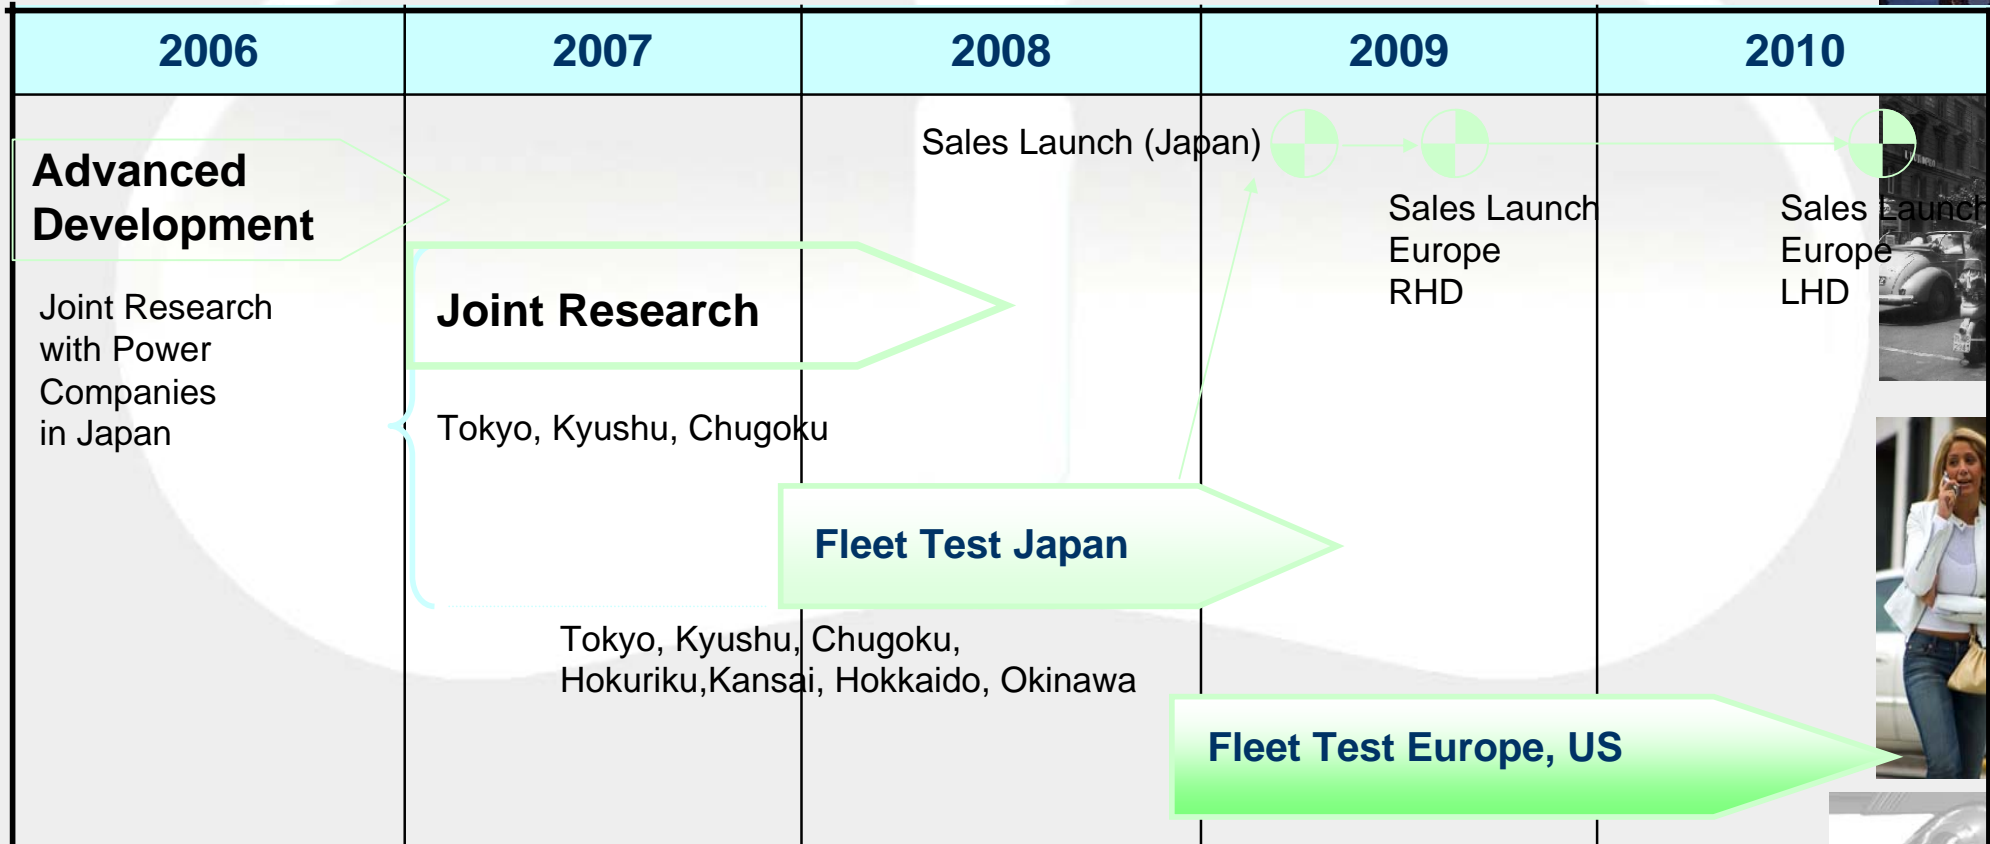 2006
2007
2008
2009
2010
Sales Launch (Japan)
Advanced
Development
Sales Launch
Europe
RHD
Sales Launch
Europe
LHD
Joint Research
with Power
Companies
in Japan
Joint Research
Tokyo, Kyushu, Chugoku
Fleet Test Japan
Tokyo, Kyushu, Chugoku,
Hokuriku,Kansai, Hokkaido, Okinawa
Fleet Test Europe, US